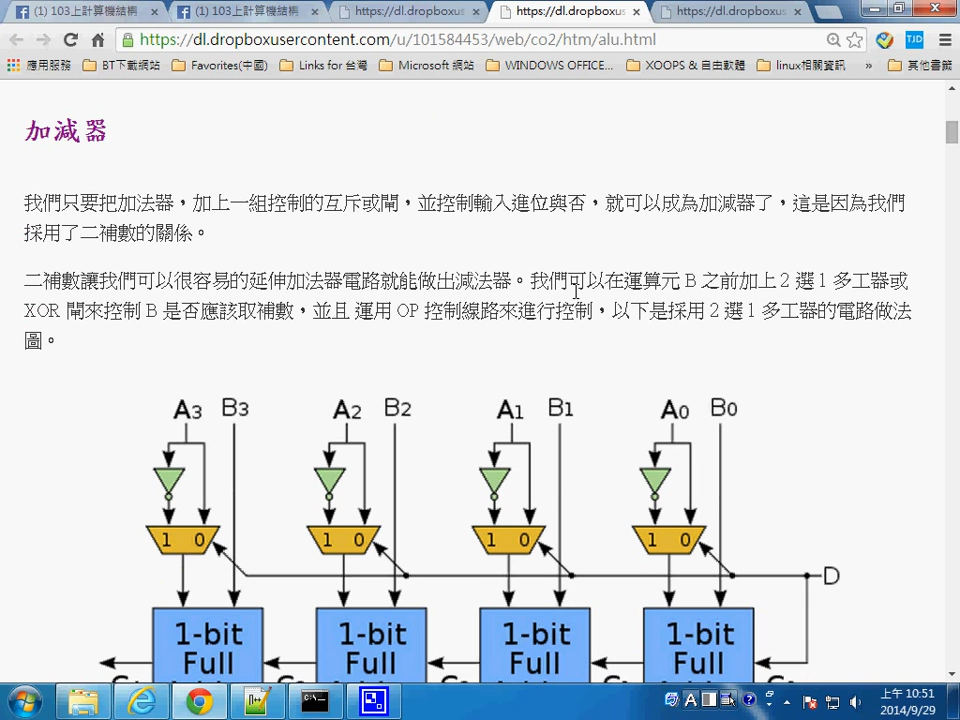 (1) 103上計算機結構
(1) 103上計算機結構
https://dl.dropboxus
https://dl.dropboxus
https://dl.dropboxus
https://dl.dropboxusercontent.com/u/101584453/web/co2/htm/alu.html
TJD
應用服務 BT下載網站 Favorites(中國) Links for 台灣 Microsoft 網站 WINDOWS OFFICE... XOOPS & 自由軟體 linux相關資訊 » 其他書籤
加減器
我們只要把加法器，加上一組控制的互斥或閘，並控制輸入進位與否，就可以成為加減器了，這是因為我們
採用了二補數的關係。
二補數讓我們可以很容易的延伸加法器電路就能做出減法器。我們可以在運算元 B 之前加上 2 選 1 多工器或
XOR 閘來控制 B 是否應該取補數，並且 運用 OP 控制線路來進行控制，以下是採用 2 選 1 多工器的電路做法
圖。
A3 B3 A2 B2 A1 B1 A0 B0
1 0 1 0 1 0 1 0
D
1-bit 1-bit 1-bit 1-bit
Full Full Full Full
上午 10:51
2014/9/29